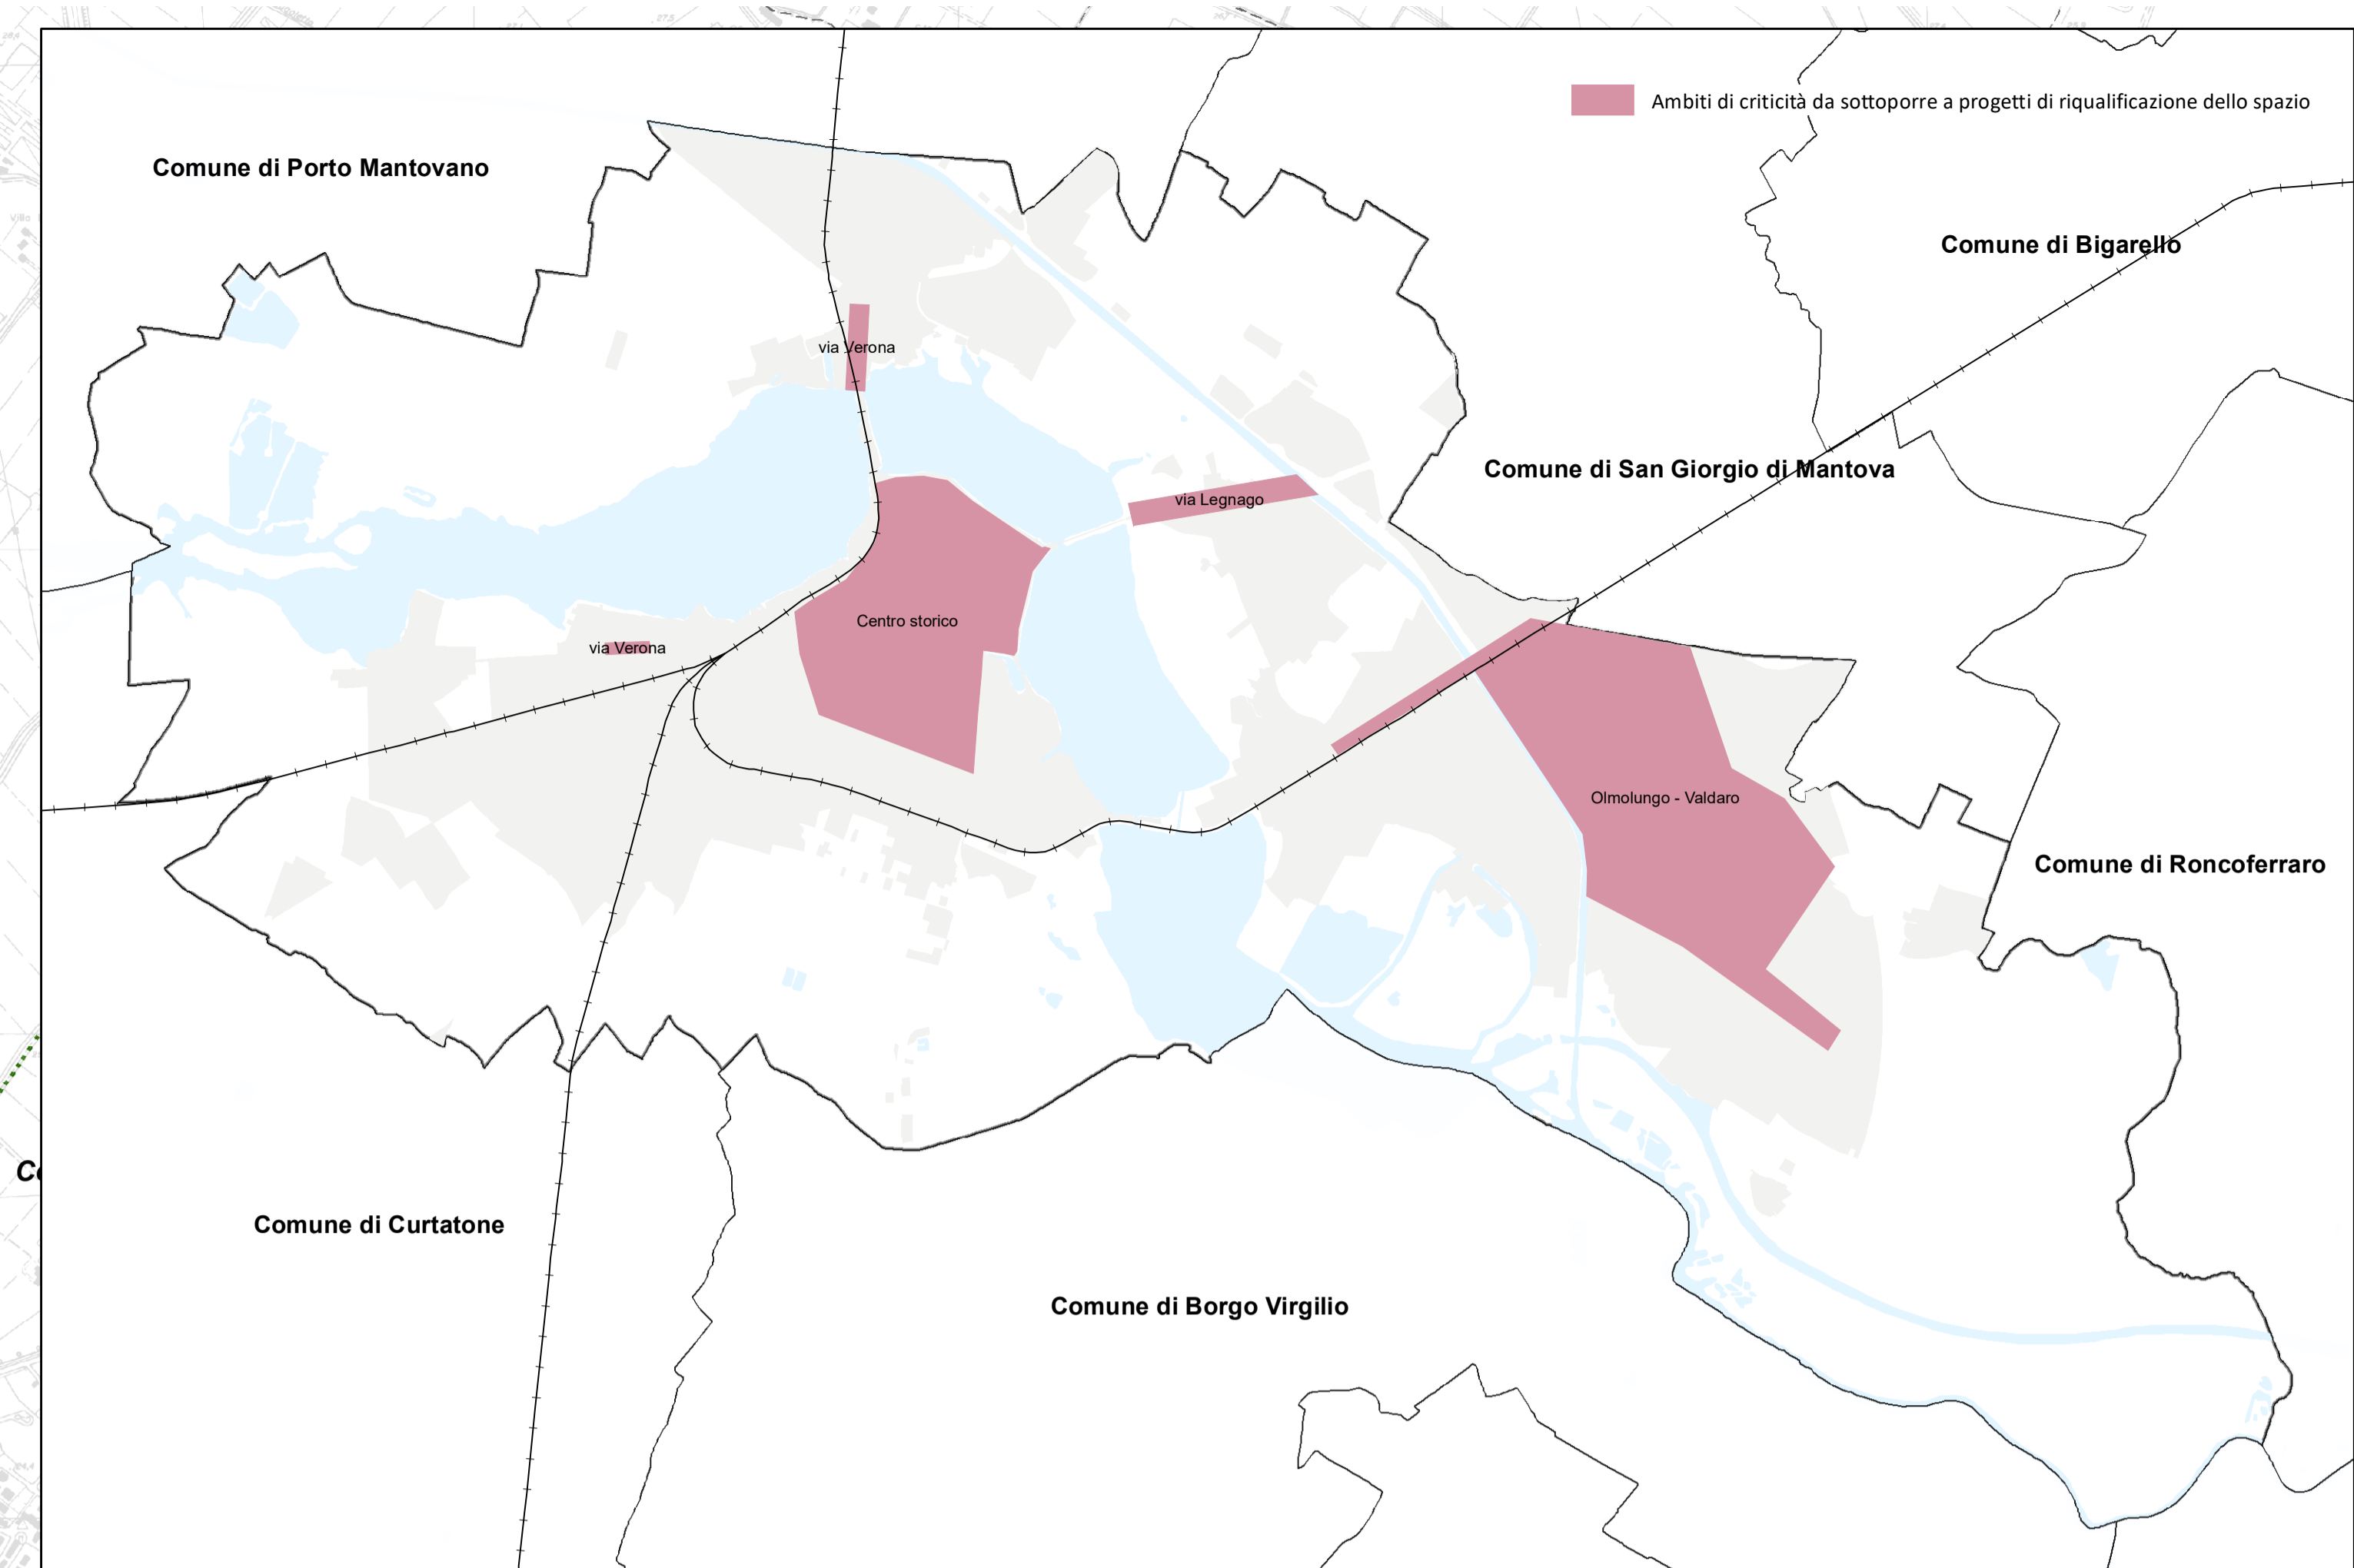 Ambiti di criticità da sottoporre a progetti di riqualificazione dello spazio
Comune di Porto Mantovano
Comune di Bigarello
via Verona
Comune di San Giorgio di Mantova
via Legnago
Centro storico
via Verona
Olmolungo - Valdaro
Comune di Roncoferraro
Comune di Curtatone
Comune di Borgo Virgilio